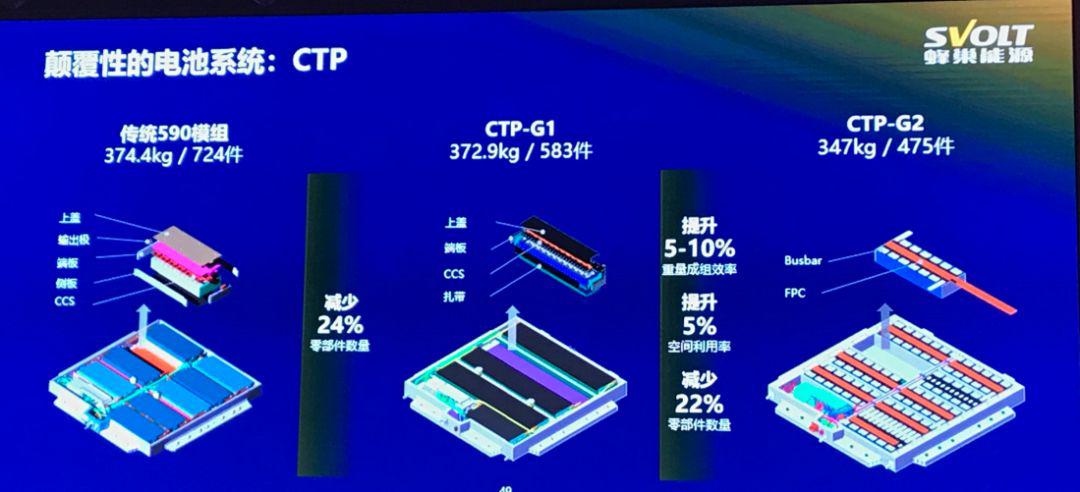 颠覆性的电池系统：CTP
SVOLT
蜂巢能源
传统590模组
374.4kg / 724件
上盖
输出极
端板
侧板
CCS
减少
24%
零部件数量
CTP-G1
372.9kg / 583件
上盖
端板
CCS
扎带
提升
5-10%
重量成组效率
提升
5%
空间利用率
减少
22%
零部件数量
CTP-G2
347kg / 475件
Busbar
FPC
49